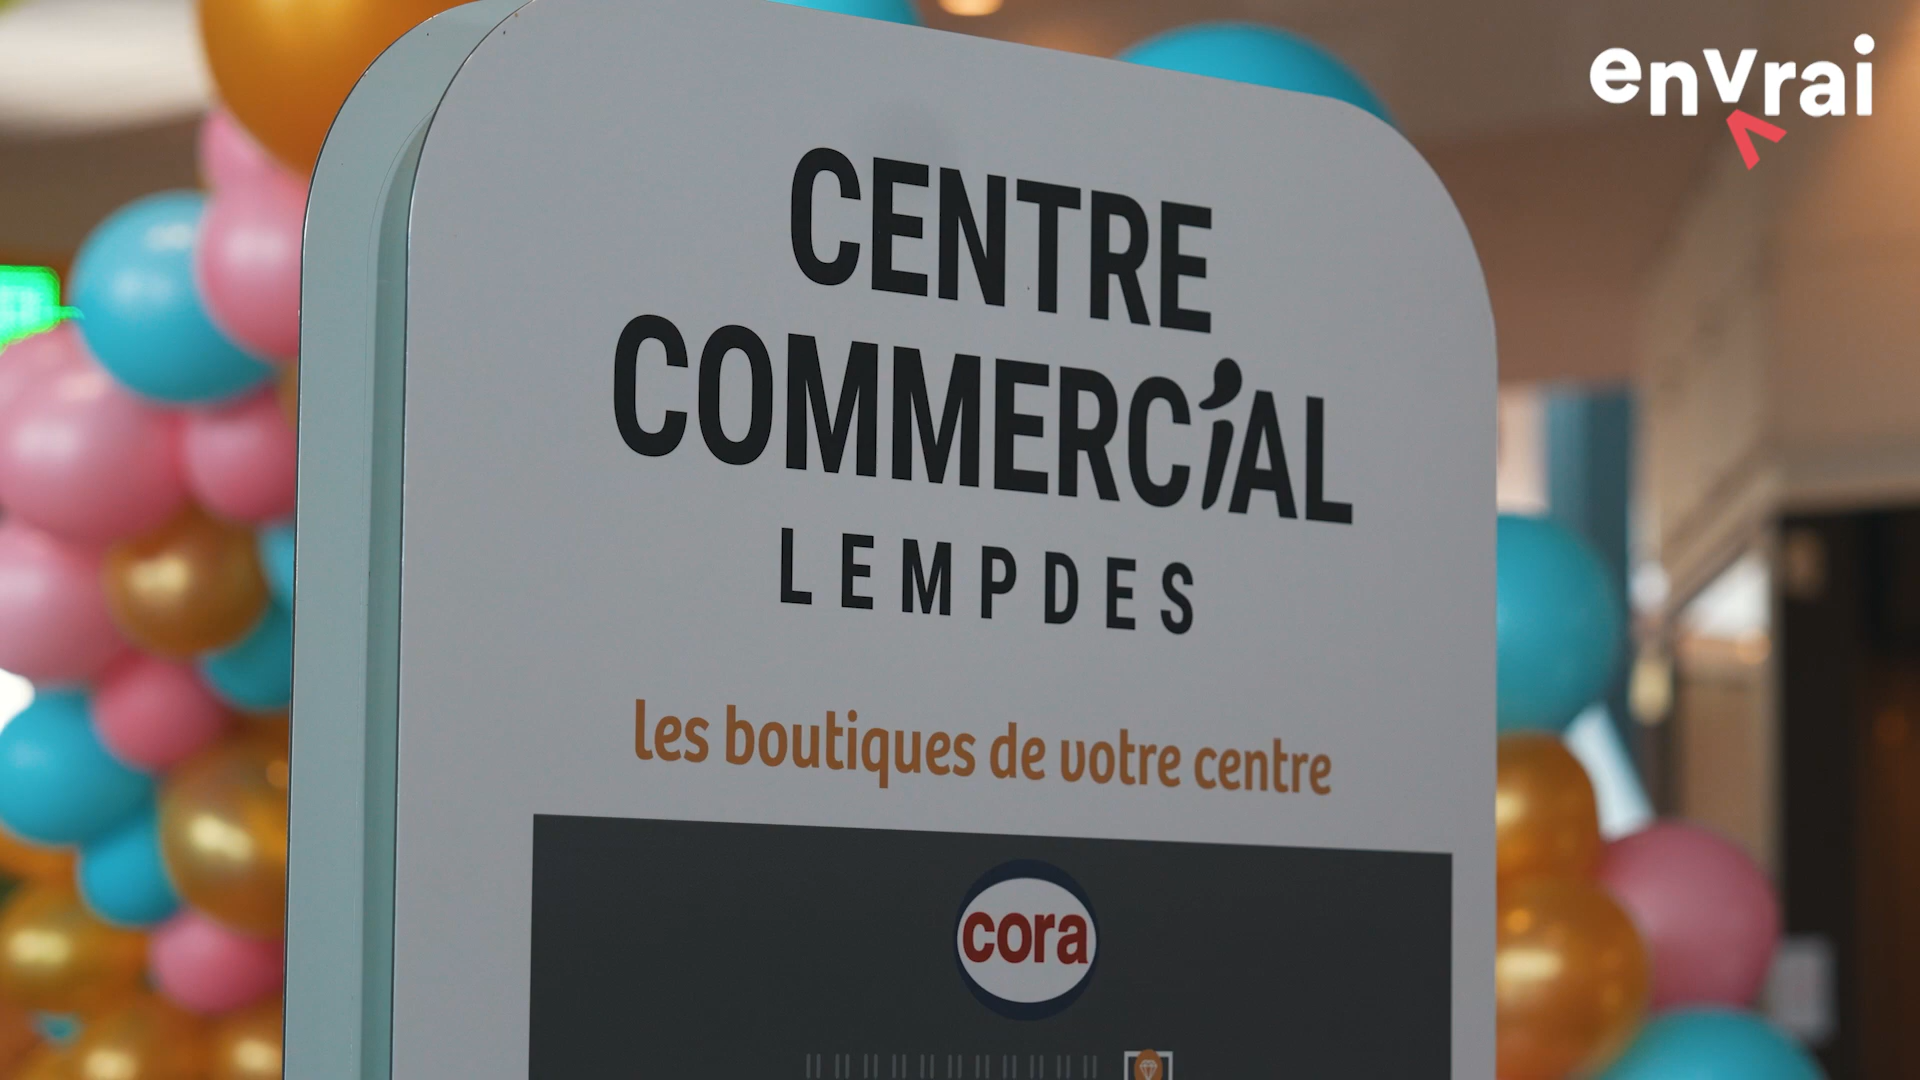 enVrai
CENTRE
COMMERCIAL
LEMPDES
les boutiques de votre centre
cora